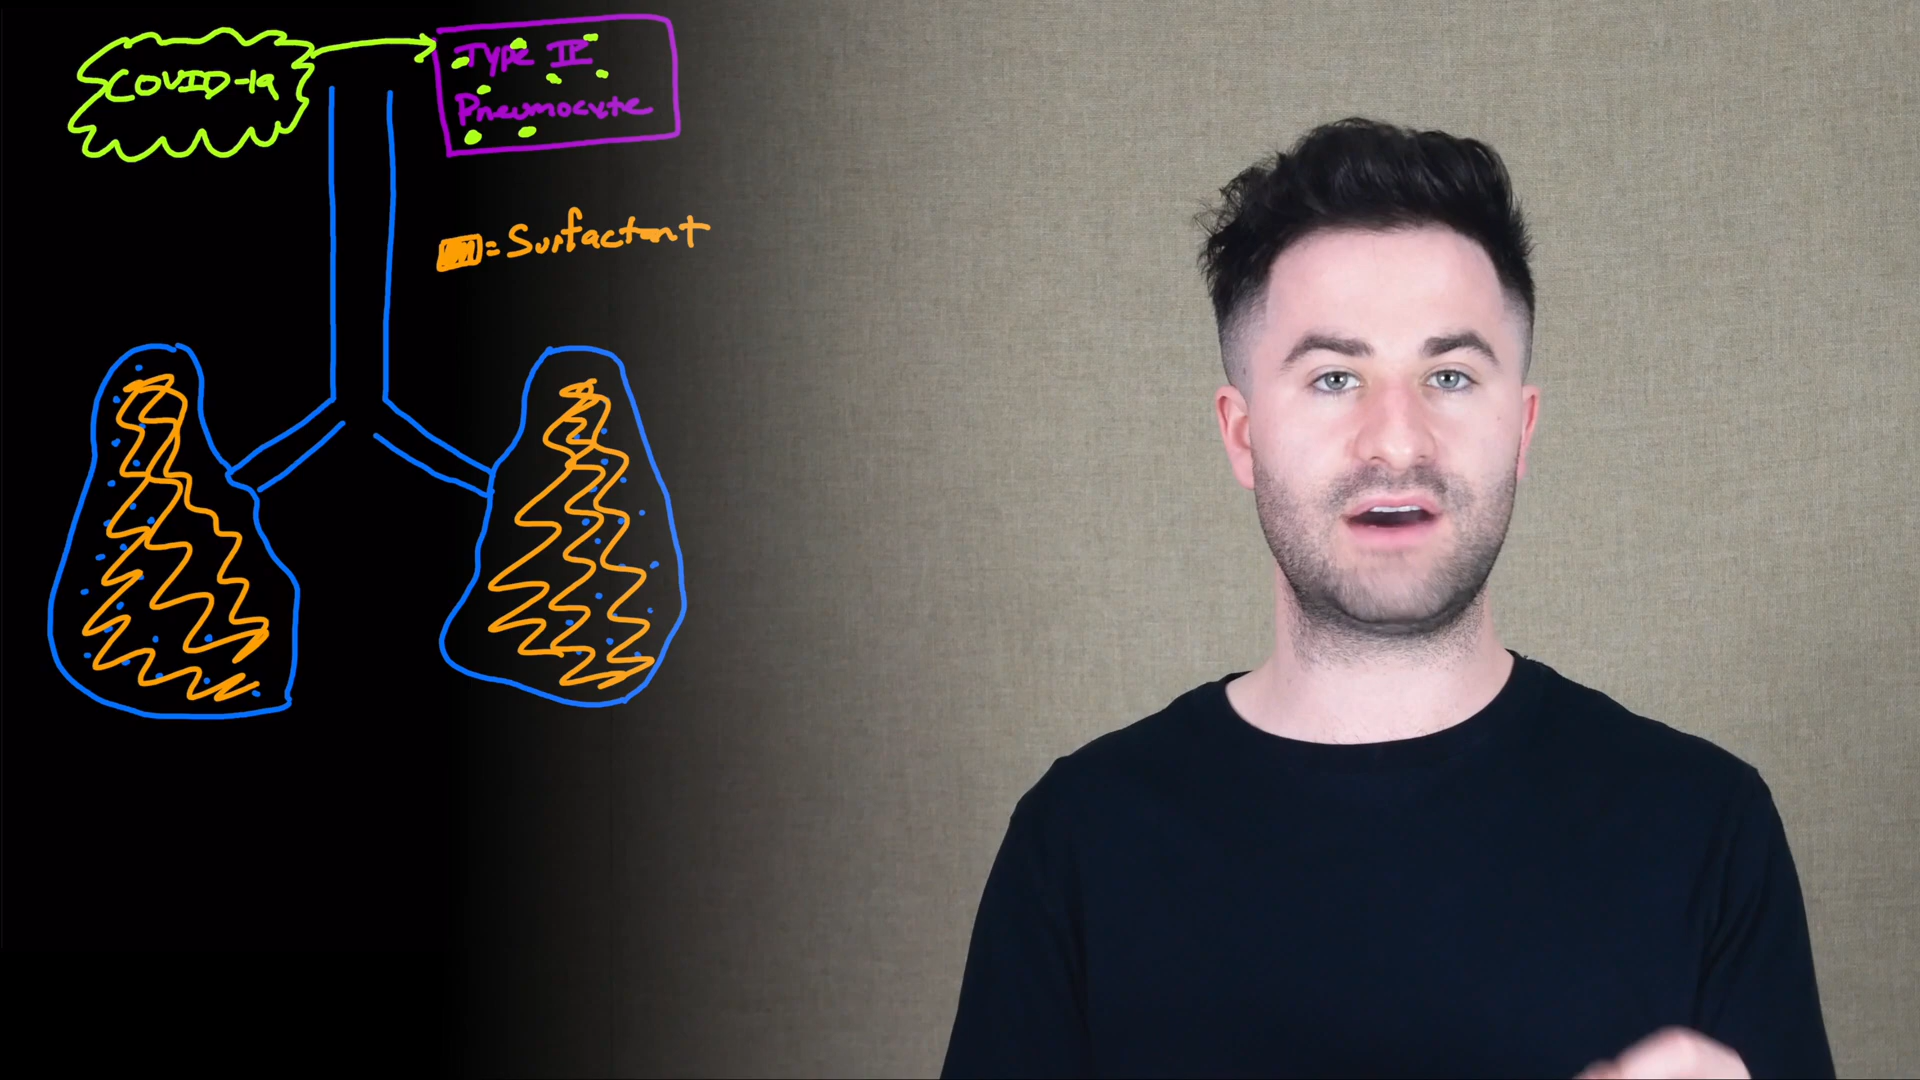 COVID-19
Type II
Pneumocyte
= Surfactant